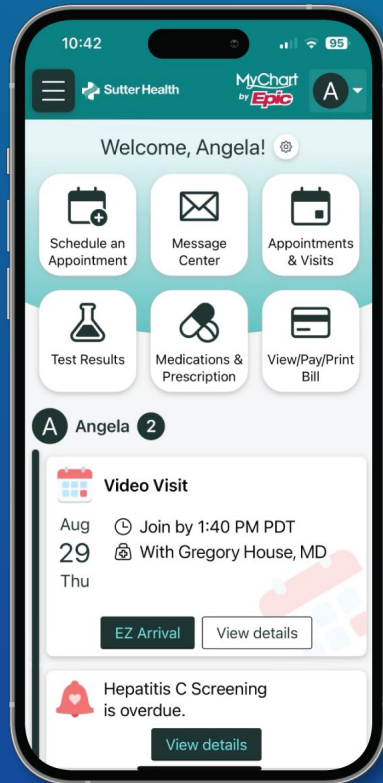 10:42
95
Sutter Health
MyChart
by Epic
A
Welcome, Angela!
Schedule an
Appointment
Message
Center
Appointments
& Visits
Test Results
Medications &
Prescription
View/Pay/Print
Bill
A Angela 2
Video Visit
Aug
29
Thu
Join by 1:40 PM PDT
With Gregory House, MD
EZ Arrival
View details
Hepatitis C Screening
is overdue.
View details